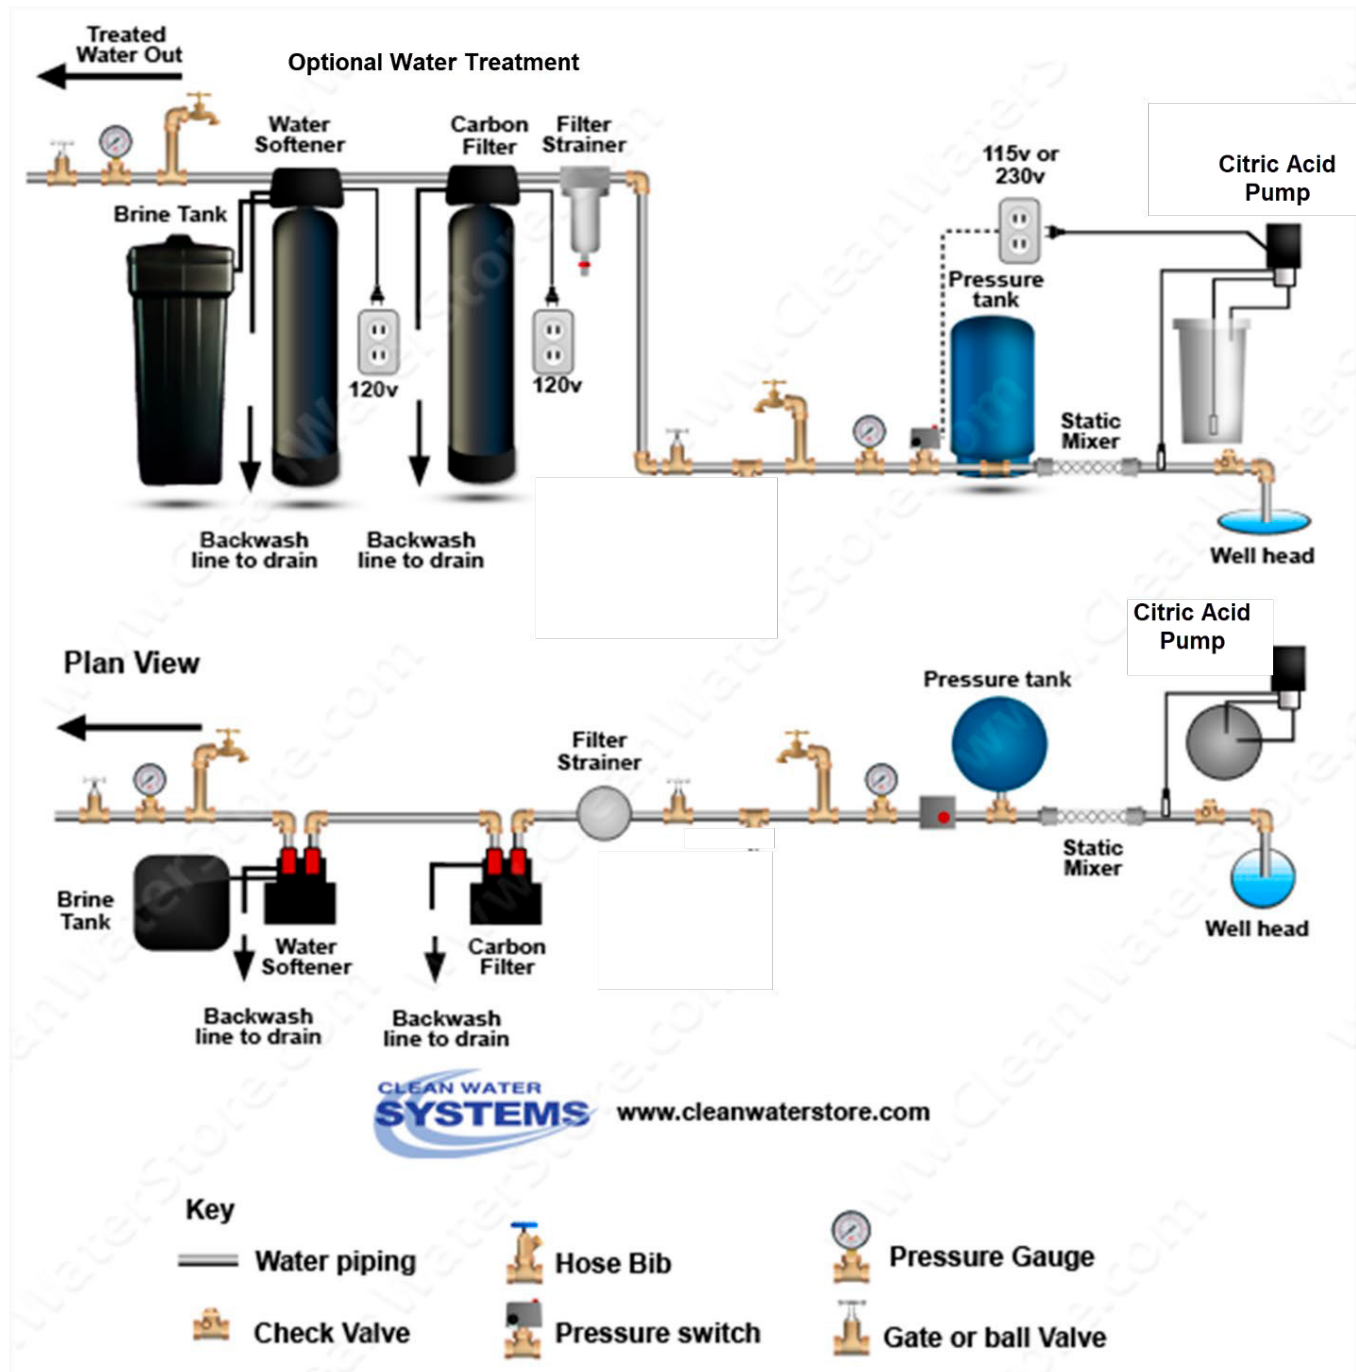 Treated
Water Out
Optional Water Treatment
Water
Softener
Carbon
Filter
Filter
Strainer
115v or
230v
Citric Acid
Pump
Brine Tank
Pressure
tank
120v
120v
Static
Mixer
Backwash
line to drain
Backwash
line to drain
Well head
Citric Acid
Pump
Plan View
Pressure tank
Filter
Strainer
Static
Mixer
Brine
Tank
Water
Softener
Carbon
Filter
Well head
Backwash
line to drain
Backwash
line to drain
CLEAN WATER
SYSTEMS
www.cleanwaterstore.com
Key
Water piping
Hose Bib
Pressure Gauge
Check Valve
Pressure switch
Gate or ball Valve
www.CleanWaterStore.com